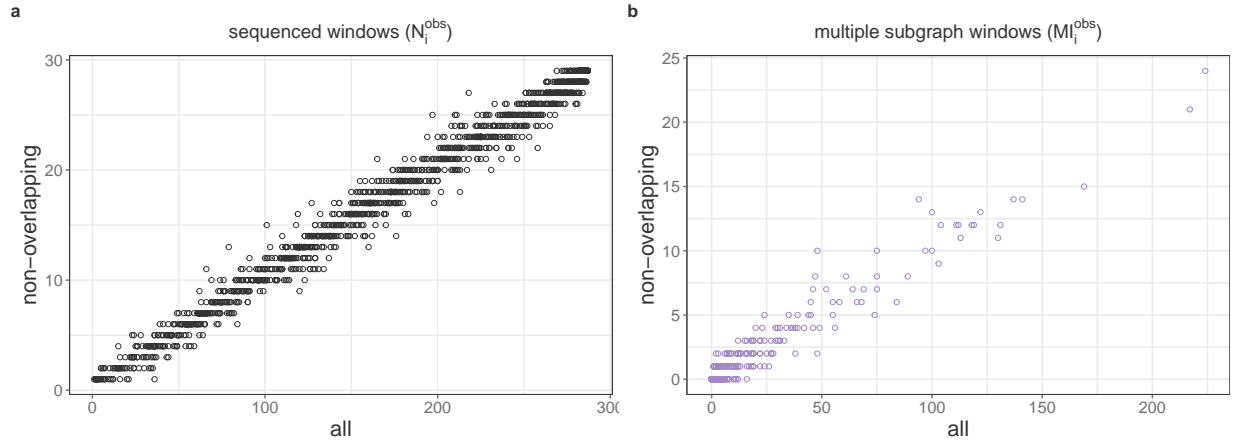 a
sequenced windows (N_i^obs)
30
20
10
0
non−overlapping
0 100 200 300
all
b
multiple subgraph windows (MI_i^obs)
25
20
15
10
5
0
non−overlapping
0 50 100 150 200
all